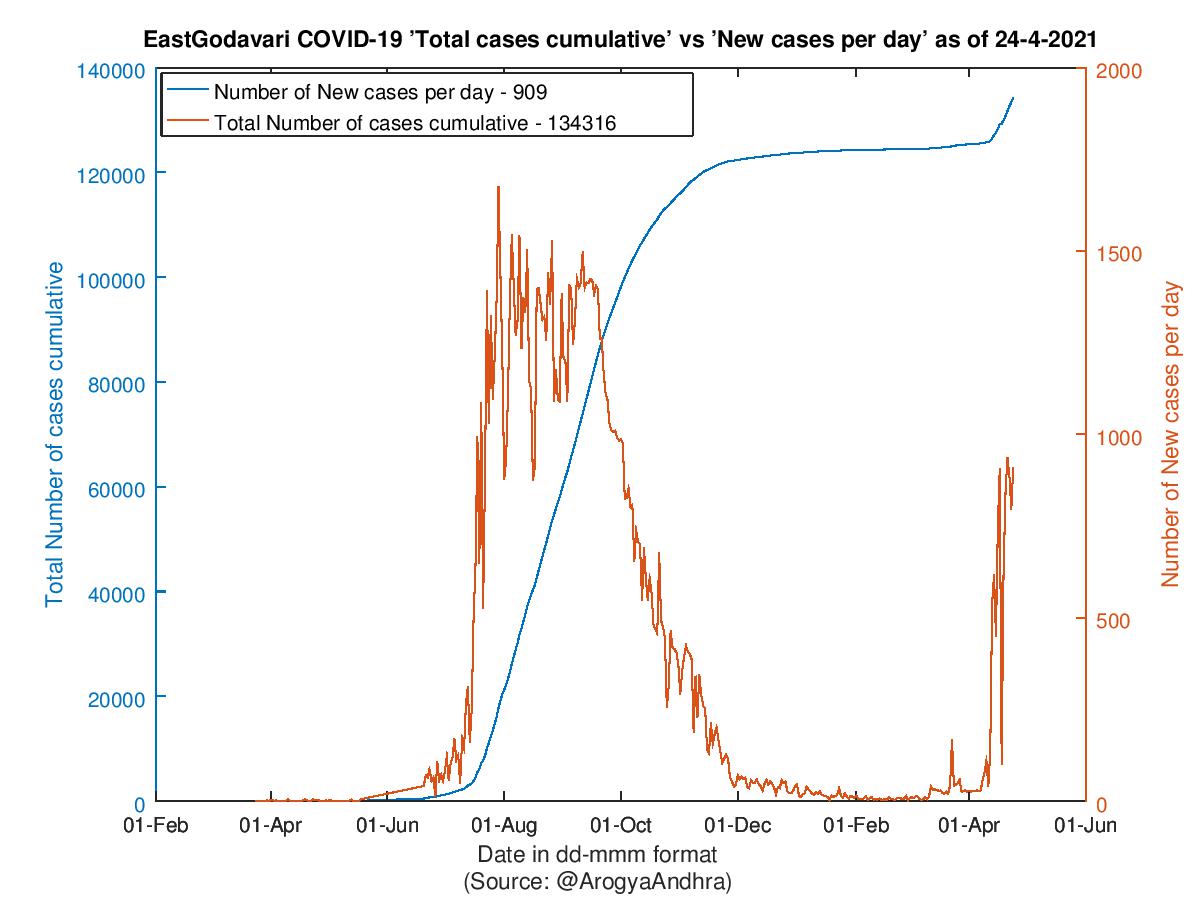 EastGodavari COVID-19 ’Total cases cumulative’ vs ’New cases per day’ as of 24-4-2021
Number of New cases per day - 909
Total Number of cases cumulative - 134316
Total Number of cases cumulative
140000
120000
100000
80000
60000
40000
20000
0
Number of New cases per day
2000
1500
1000
500
0
01-Feb 01-Apr 01-Jun 01-Aug 01-Oct 01-Dec 01-Feb 01-Apr 01-Jun
Date in dd-mmm format
(Source: @ArogyaAndhra)